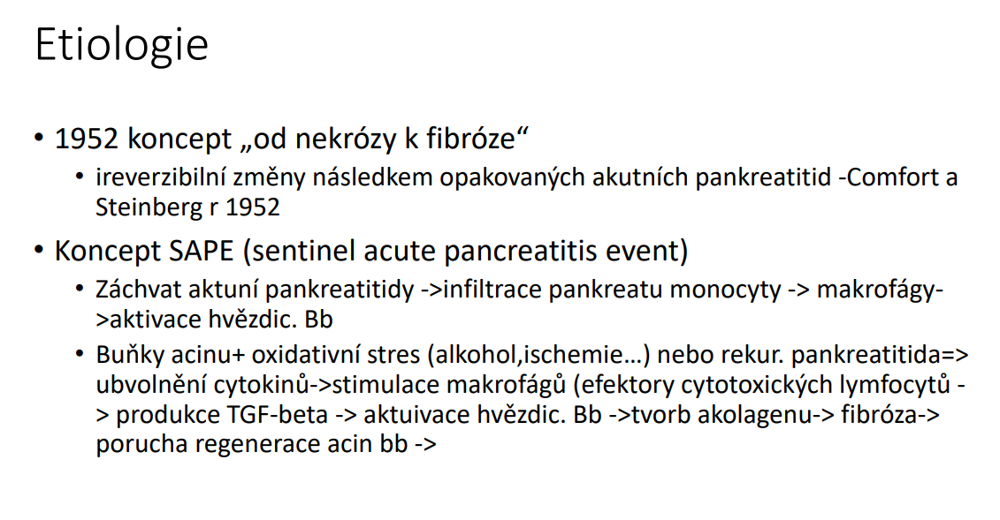 Etiologie
• 1952 koncept „od nekrózy k fibróze“
• ireverzibilní změny následkem opakovaných akutních pankreatitid -Comfort a
Steinberg r 1952
• Koncept SAPE (sentinel acute pancreatitis event)
• Záchvat aktuní pankreatitidy ->infiltrace pankreatu monocyty -> makrofágy-
>aktivace hvězdic. Bb
• Buňky acinu+ oxidativní stres (alkohol,ischemie…) nebo rekur. pankreatitida=>
ubvolnění cytokinů->stimulace makrofágů (efektory cytotoxických lymfocytů -
> produkce TGF-beta -> aktuivace hvězdic. Bb ->tvorb akolagenu-> fibróza->
porucha regenerace acin bb ->